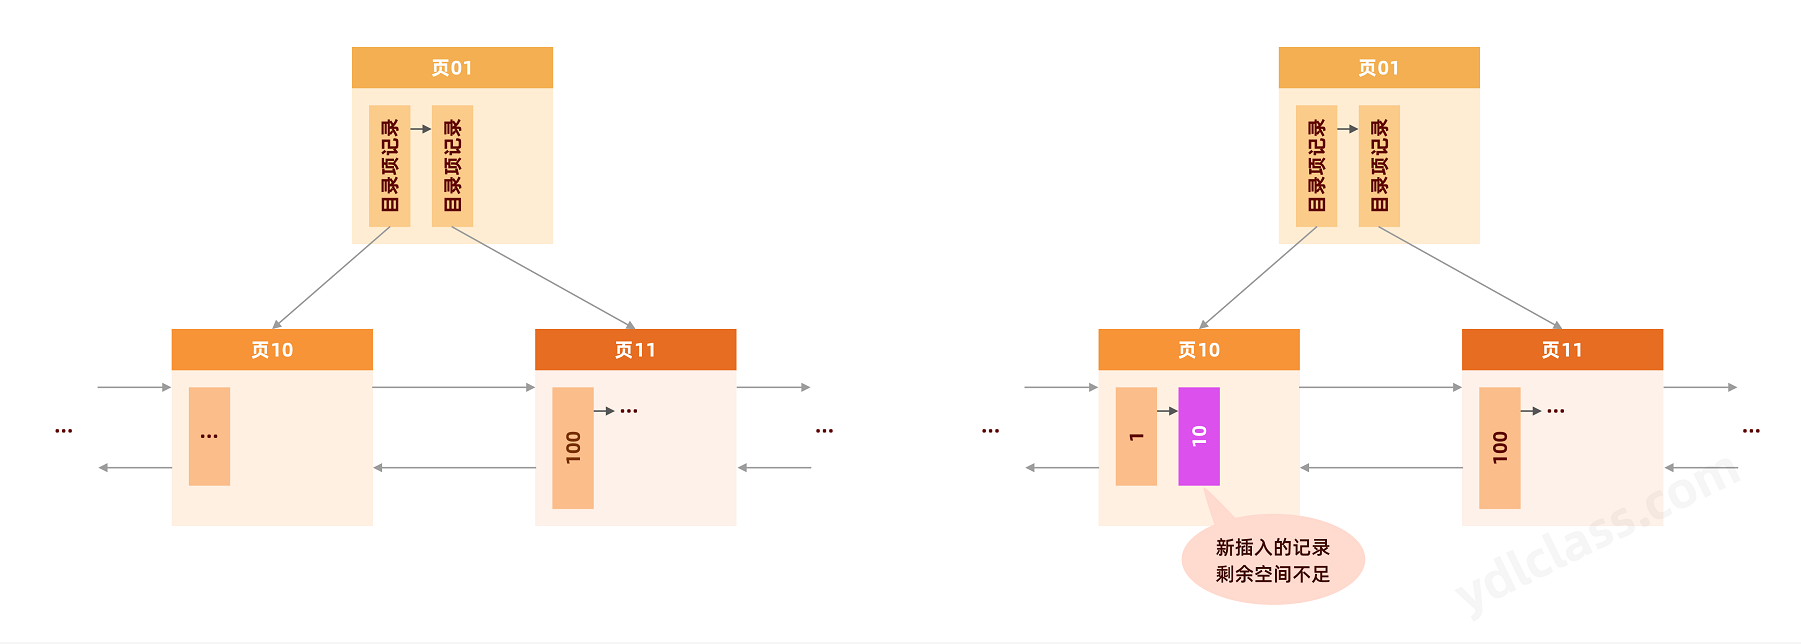 页01
目录项记录
目录项记录
页10
页11
...
...
100
...
...
页01
目录项记录
目录项记录
页10
页11
...
1
10
100
...
...
新插入的记录
剩余空间不足
ydlclass.com